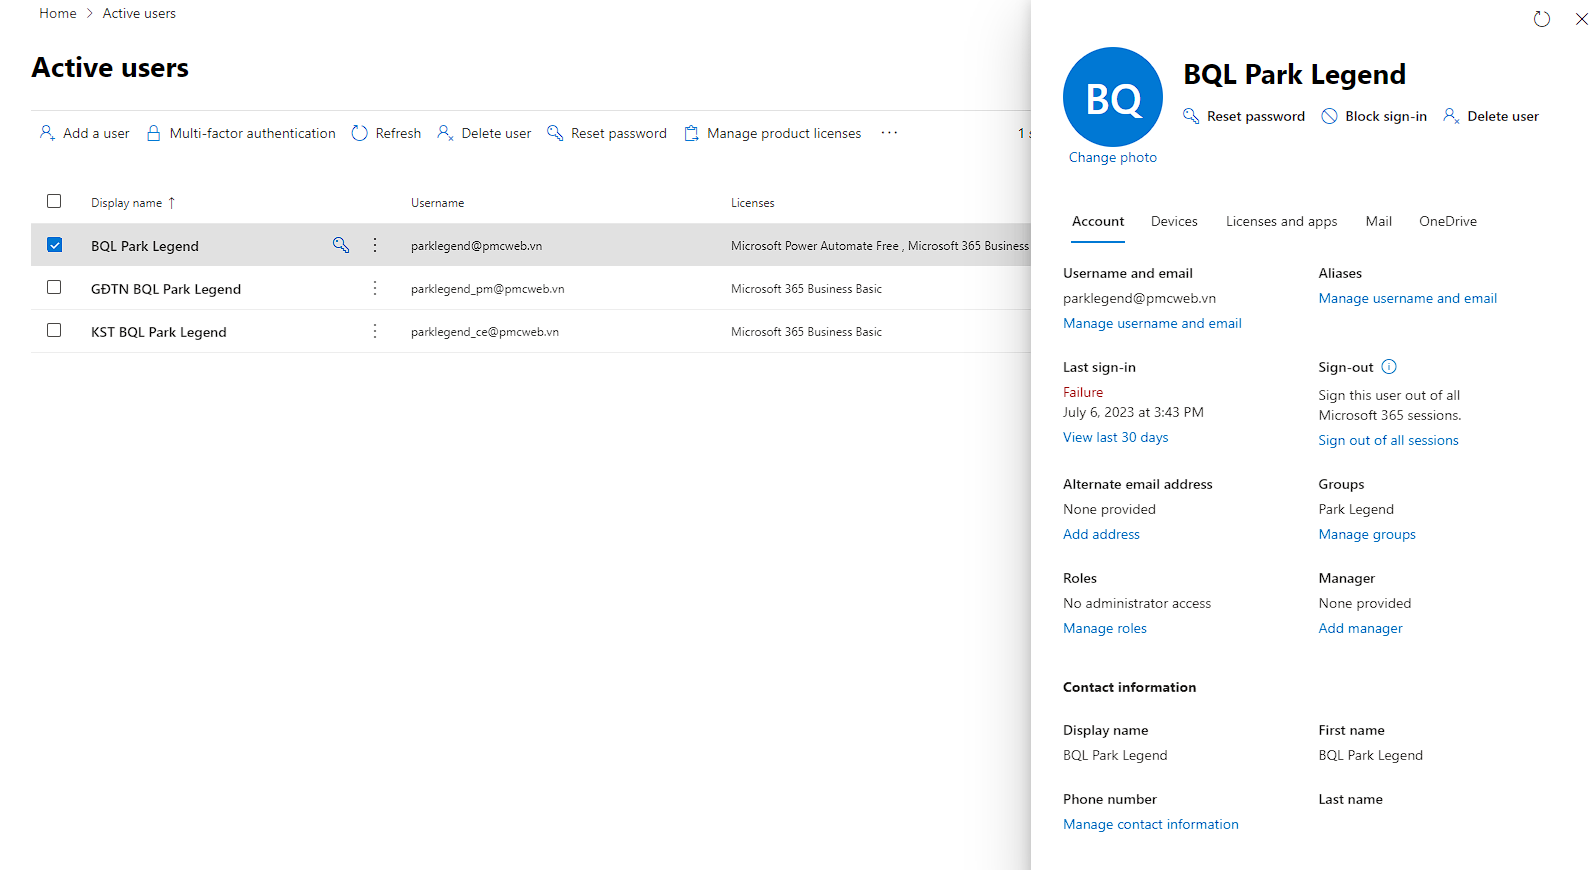 Home > Active users
Active users
Add a user Multi-factor authentication Refresh Delete user Reset password Manage product licenses ... 1
Display name ↑ Username Licenses
BQL Park Legend parklegend@pmcweb.vn Microsoft Power Automate Free , Microsoft 365 Business
GĐTN BQL Park Legend parklegend_pm@pmcweb.vn Microsoft 365 Business Basic
KST BQL Park Legend parklegend_ce@pmcweb.vn Microsoft 365 Business Basic
BQ
Change photo
BQL Park Legend
Reset password Block sign-in Delete user
Account Devices Licenses and apps Mail OneDrive
Username and email
parklegend@pmcweb.vn
Manage username and email
Aliases
Manage username and email
Last sign-in
Failure
July 6, 2023 at 3:43 PM
View last 30 days
Sign-out
Sign this user out of all
Microsoft 365 sessions.
Sign out of all sessions
Alternate email address
None provided
Add address
Groups
Park Legend
Manage groups
Roles
No administrator access
Manage roles
Manager
None provided
Add manager
Contact information
Display name
BQL Park Legend
First name
BQL Park Legend
Phone number
Manage contact information
Last name